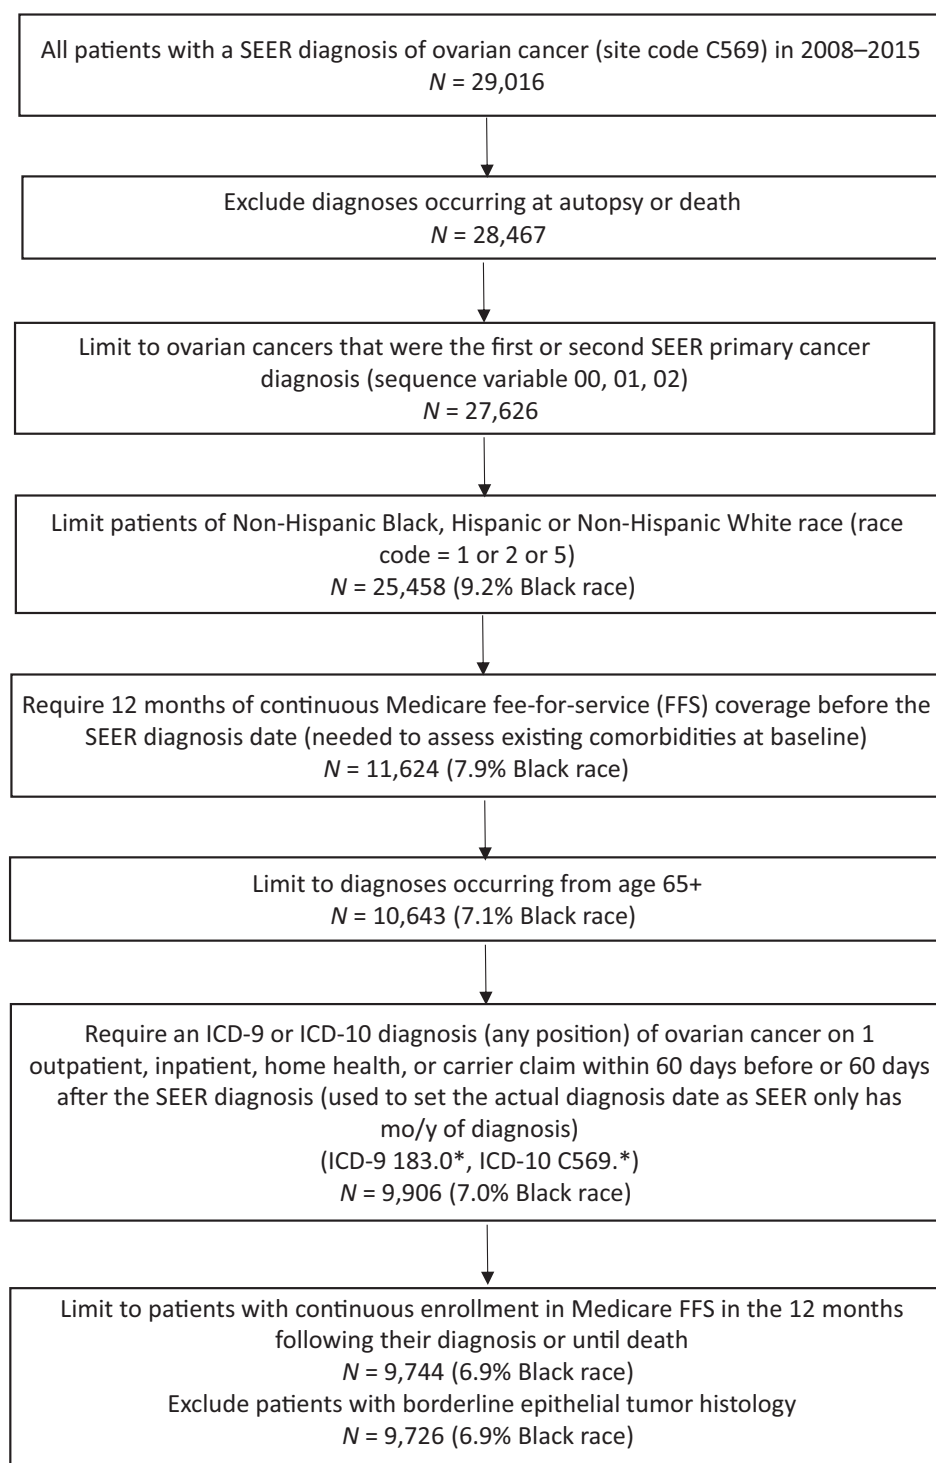 All patients with a SEER diagnosis of ovarian cancer (site code C569) in 2008–2015
N = 29,016
Exclude diagnoses occurring at autopsy or death
N = 28,467
Limit to ovarian cancers that were the first or second SEER primary cancer
diagnosis (sequence variable 00, 01, 02)
N = 27,626
Limit patients of Non-Hispanic Black, Hispanic or Non-Hispanic White race (race
code = 1 or 2 or 5)
N = 25,458 (9.2% Black race)
Require 12 months of continuous Medicare fee-for-service (FFS) coverage before the
SEER diagnosis date (needed to assess existing comorbidities at baseline)
N = 11,624 (7.9% Black race)
Limit to diagnoses occurring from age 65+
N = 10,643 (7.1% Black race)
Require an ICD-9 or ICD-10 diagnosis (any position) of ovarian cancer on 1
outpatient, inpatient, home health, or carrier claim within 60 days before or 60 days
after the SEER diagnosis (used to set the actual diagnosis date as SEER only has
mo/y of diagnosis)
(ICD-9 183.0*, ICD-10 C569.*)
N = 9,906 (7.0% Black race)
Limit to patients with continuous enrollment in Medicare FFS in the 12 months
following their diagnosis or until death
N = 9,744 (6.9% Black race)
Exclude patients with borderline epithelial tumor histology
N = 9,726 (6.9% Black race)